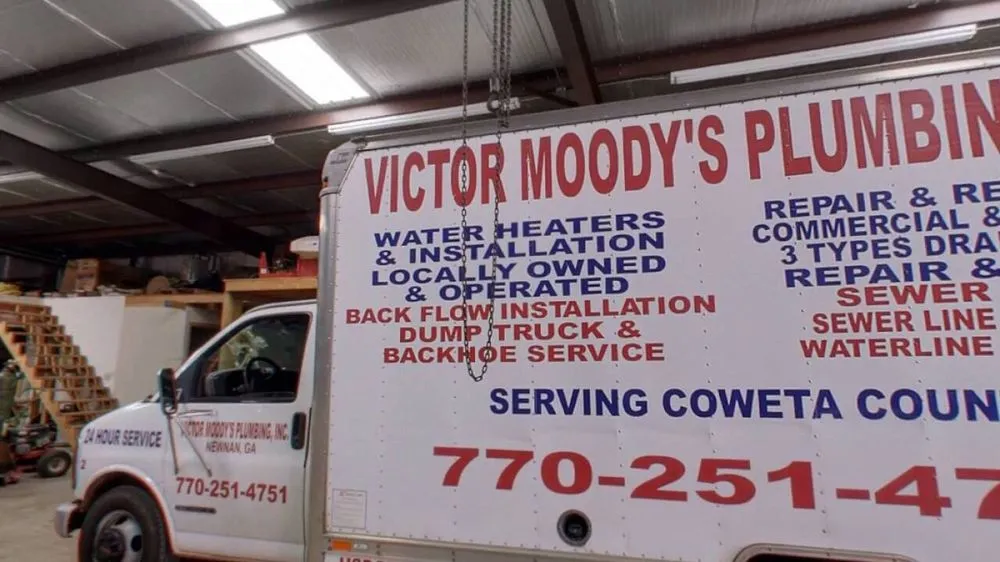 VICTOR MOODY'S PLUMBIN
WATER HEATERS
& INSTALLATION
LOCALLY OWNED
& OPERATED
BACK FLOW INSTALLATION
DUMP TRUCK &
BACKHOE SERVICE
REPAIR & RE
COMMERCIAL &
3 TYPES DRA
REPAIR &
SEWER
SEWER LINE
WATERLINE
SERVING COWETA COUN
770-251-47
24 HOUR SERVICE
2
VICTOR MOODY'S PLUMBING, INC.
NEWNAN, GA
770-251-4751